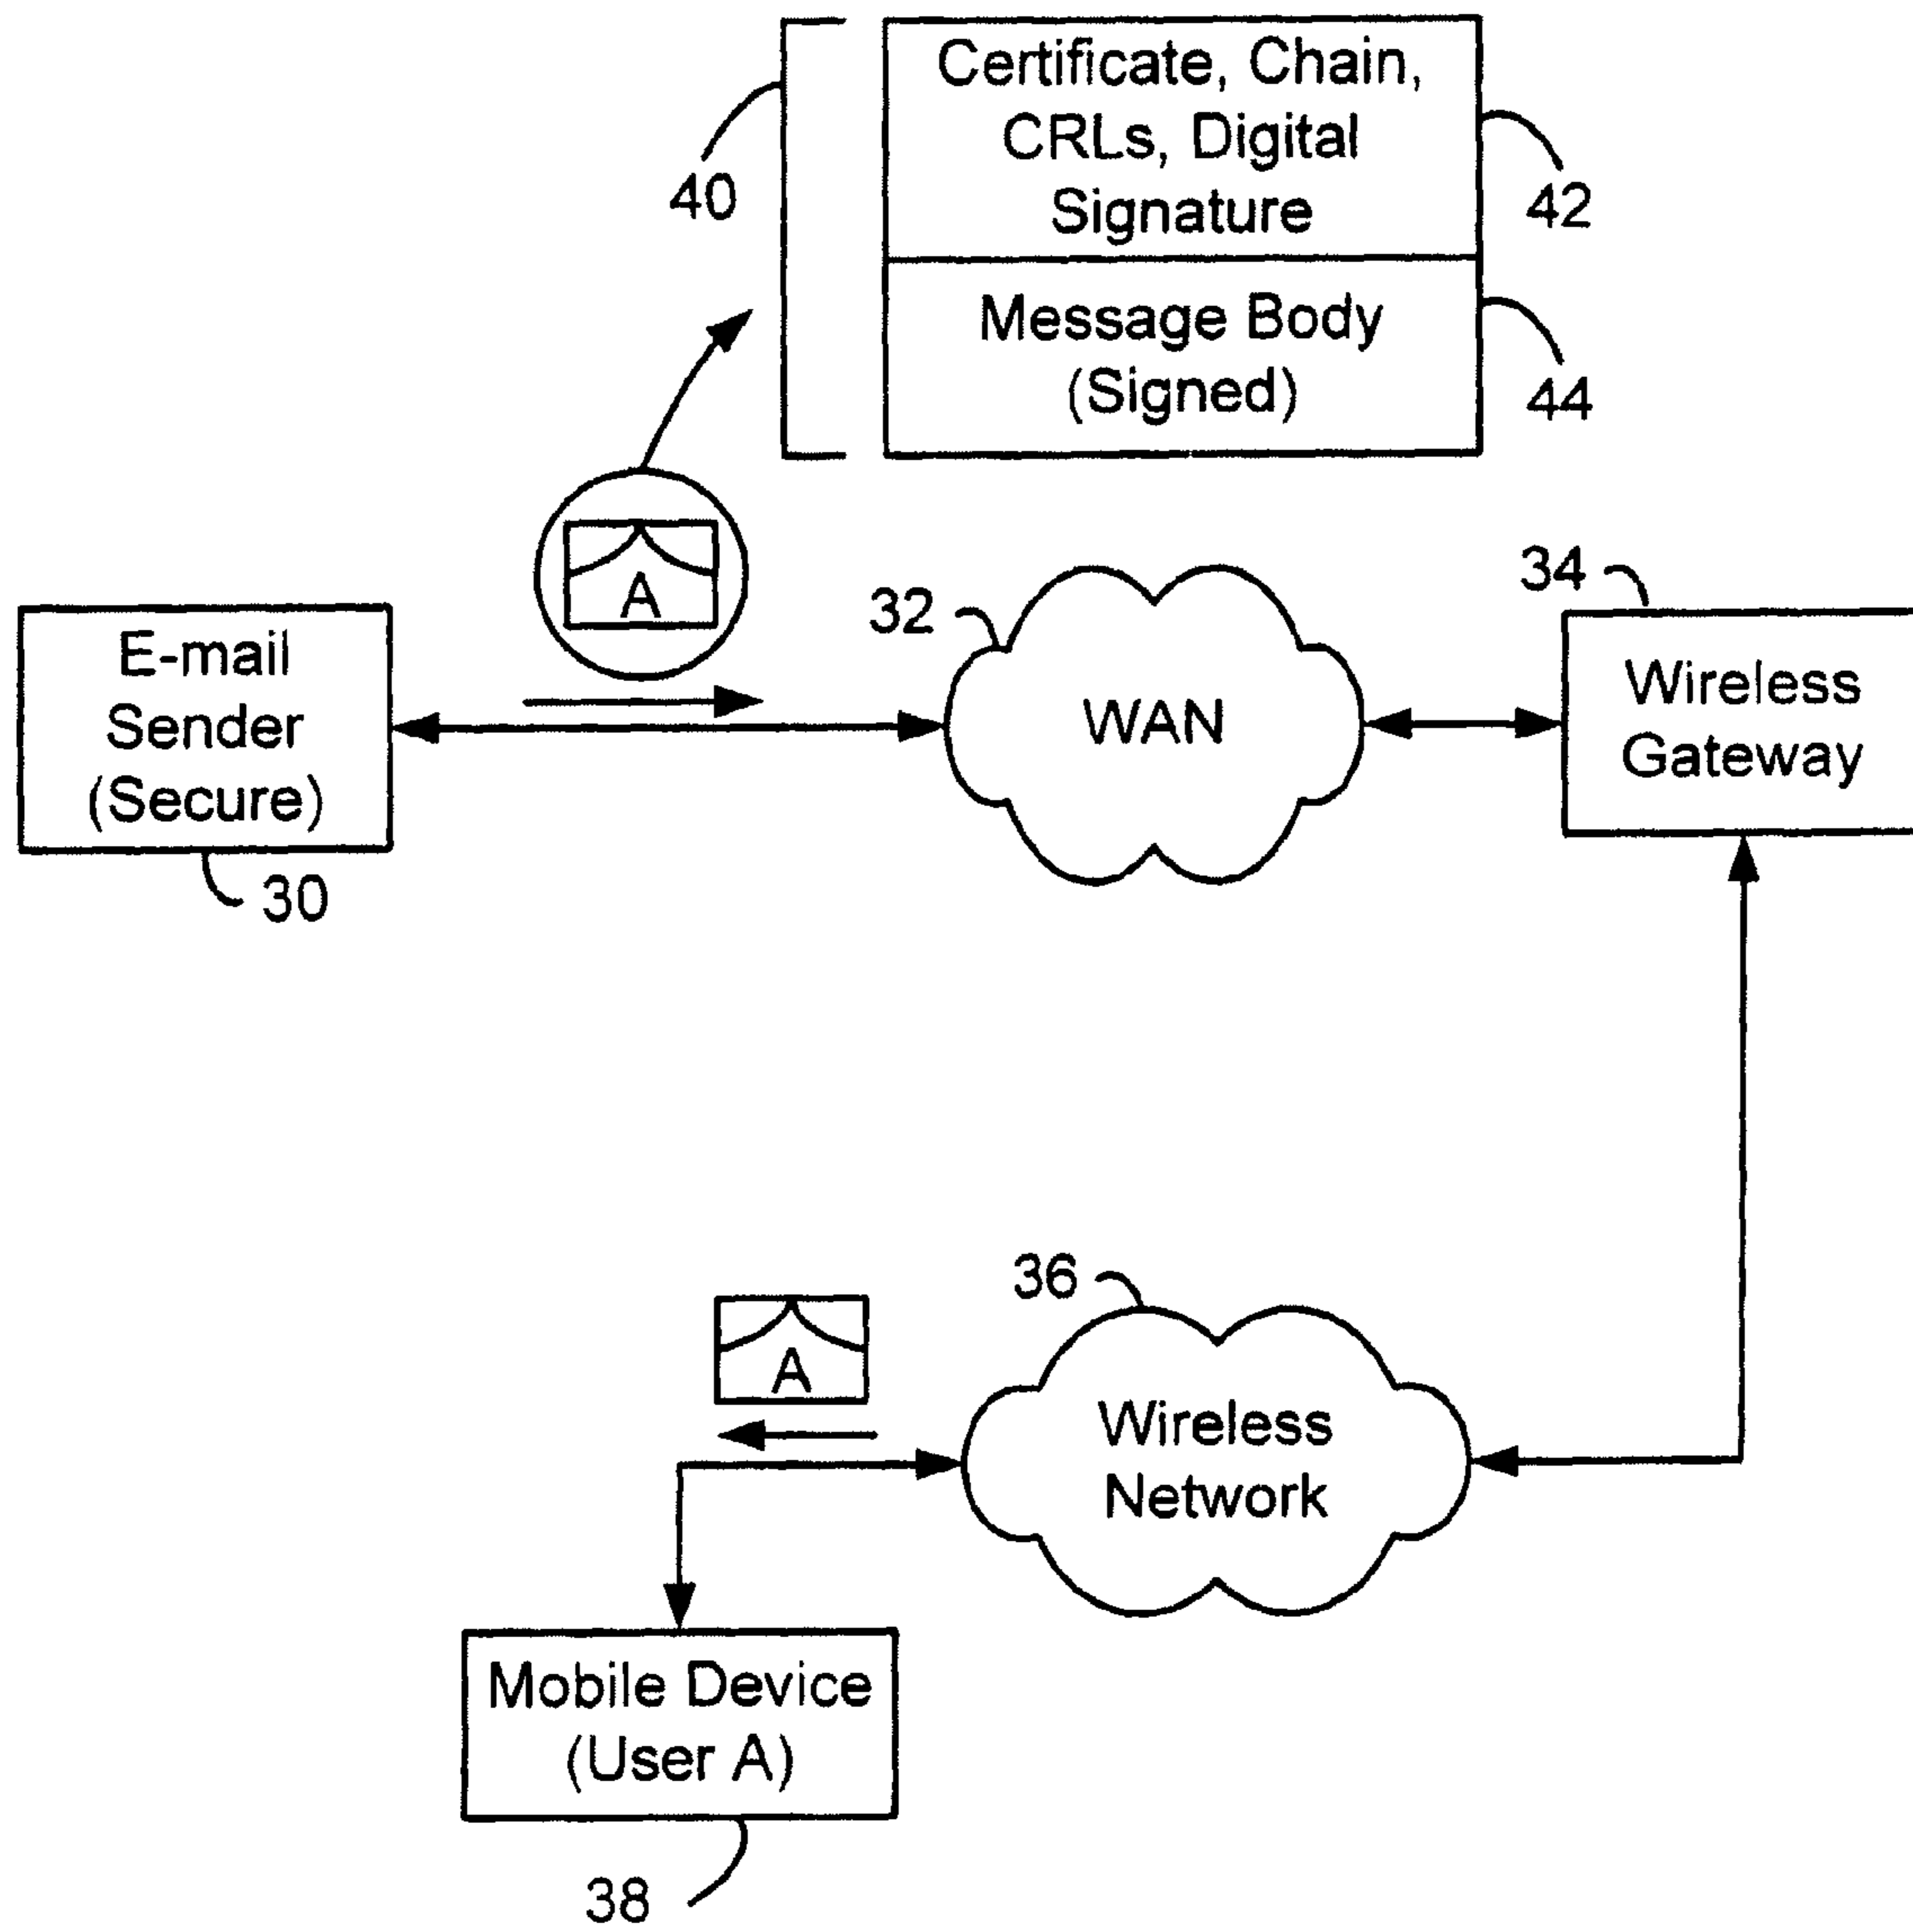 Certificate, Chain,
CRLs, Digital
Signature
40
42
Message Body
(Signed)
44
A
34
32
E-mail
Sender
(Secure)
WAN
Wireless
Gateway
30
36
A
Wireless
Network
Mobile Device
(User A)
38